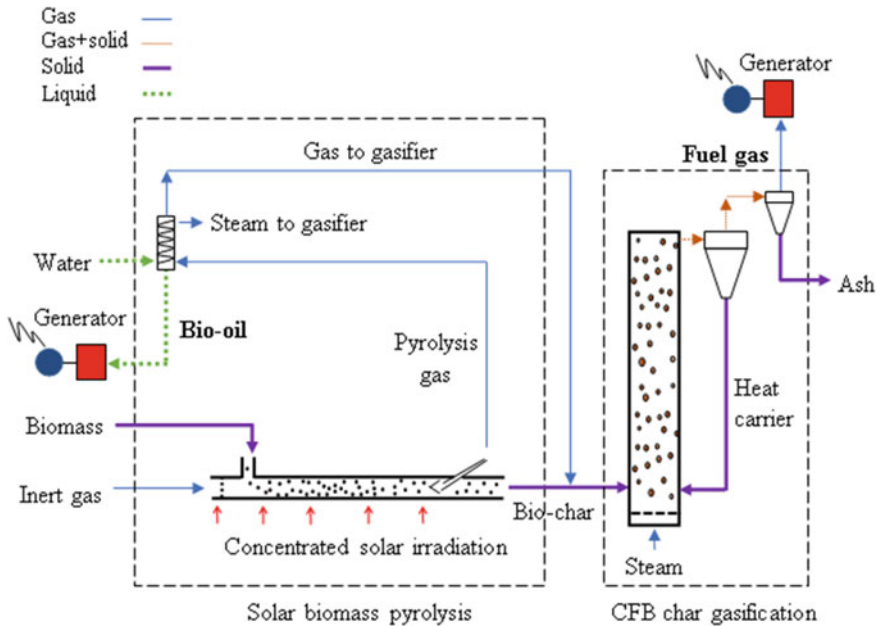 Gas
Gas+solid
Solid
Liquid
Generator
Fuel gas
Gas to gasifier
Steam to gasifier
Water
Generator
Bio-oil
Pyrolysis
gas
Ash
Heat
carrier
Biomass
Inert gas
Bio-char
Concentrated solar irradiation
Steam
Solar biomass pyrolysis
CFB char gasification